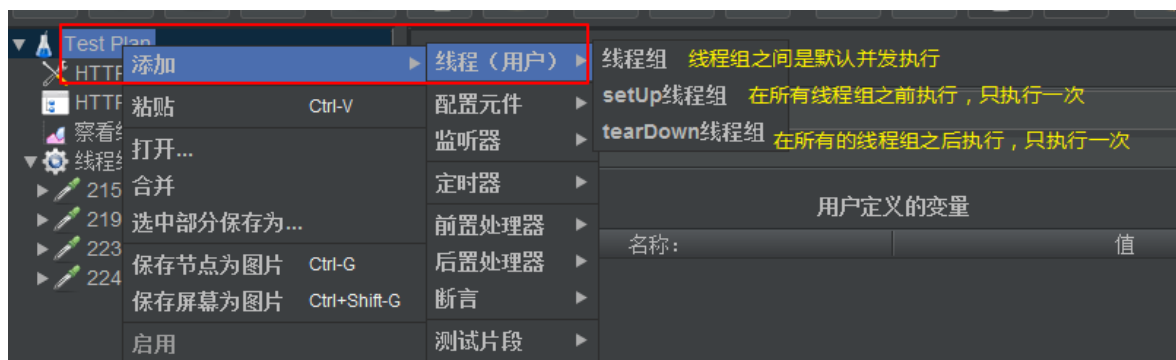 Test Plan
添加
线程（用户）
线程组 线程组之间是默认并发执行
HTTP
粘贴 Ctrl-V
配置元件
setUp线程组 在所有线程组之前执行，只执行一次
HTTP
察看
打开...
监听器
tearDown线程组 在所有的线程组之后执行，只执行一次
线程
合并
定时器
215
选中部分保存为...
前置处理器
用户定义的变量
219
保存节点为图片 Ctrl-G
后置处理器
名称：
值
223
保存屏幕为图片 Ctrl+Shift-G
断言
224
启用
测试片段